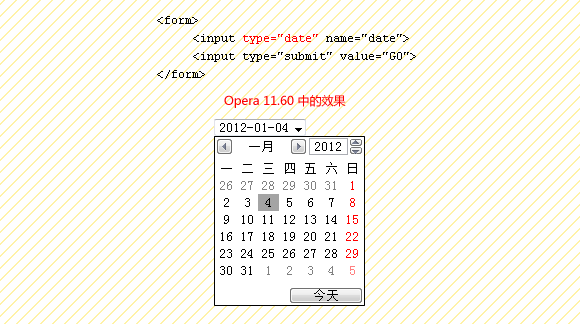 <form>
<input type="date" name="date">
<input type="submit" value="GO">
</form>
Opera 11.60 中的效果
2012-01-04
一月 2012
一 二 三 四 五 六 日
26 27 28 29 30 31 1
2 3 4 5 6 7 8
9 10 11 12 13 14 15
16 17 18 19 20 21 22
23 24 25 26 27 28 29
30 31 1 2 3 4 5
今天